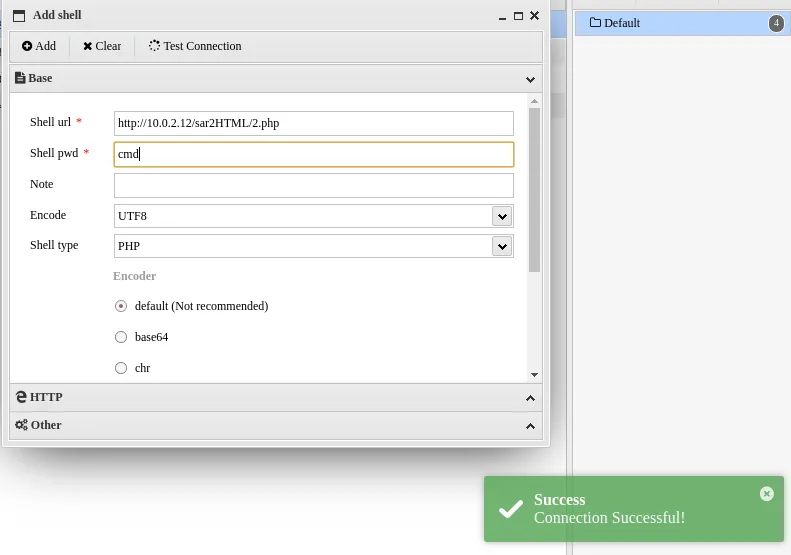 Add shell
Add Clear Test Connection
Base
Shell url * http://10.0.2.12/sar2HTML/2.php
Shell pwd * cmd
Note
Encode UTF8
Shell type PHP
Encoder
default (Not recommended)
base64
chr
HTTP
Other
Default 4
Success
Connection Successful!